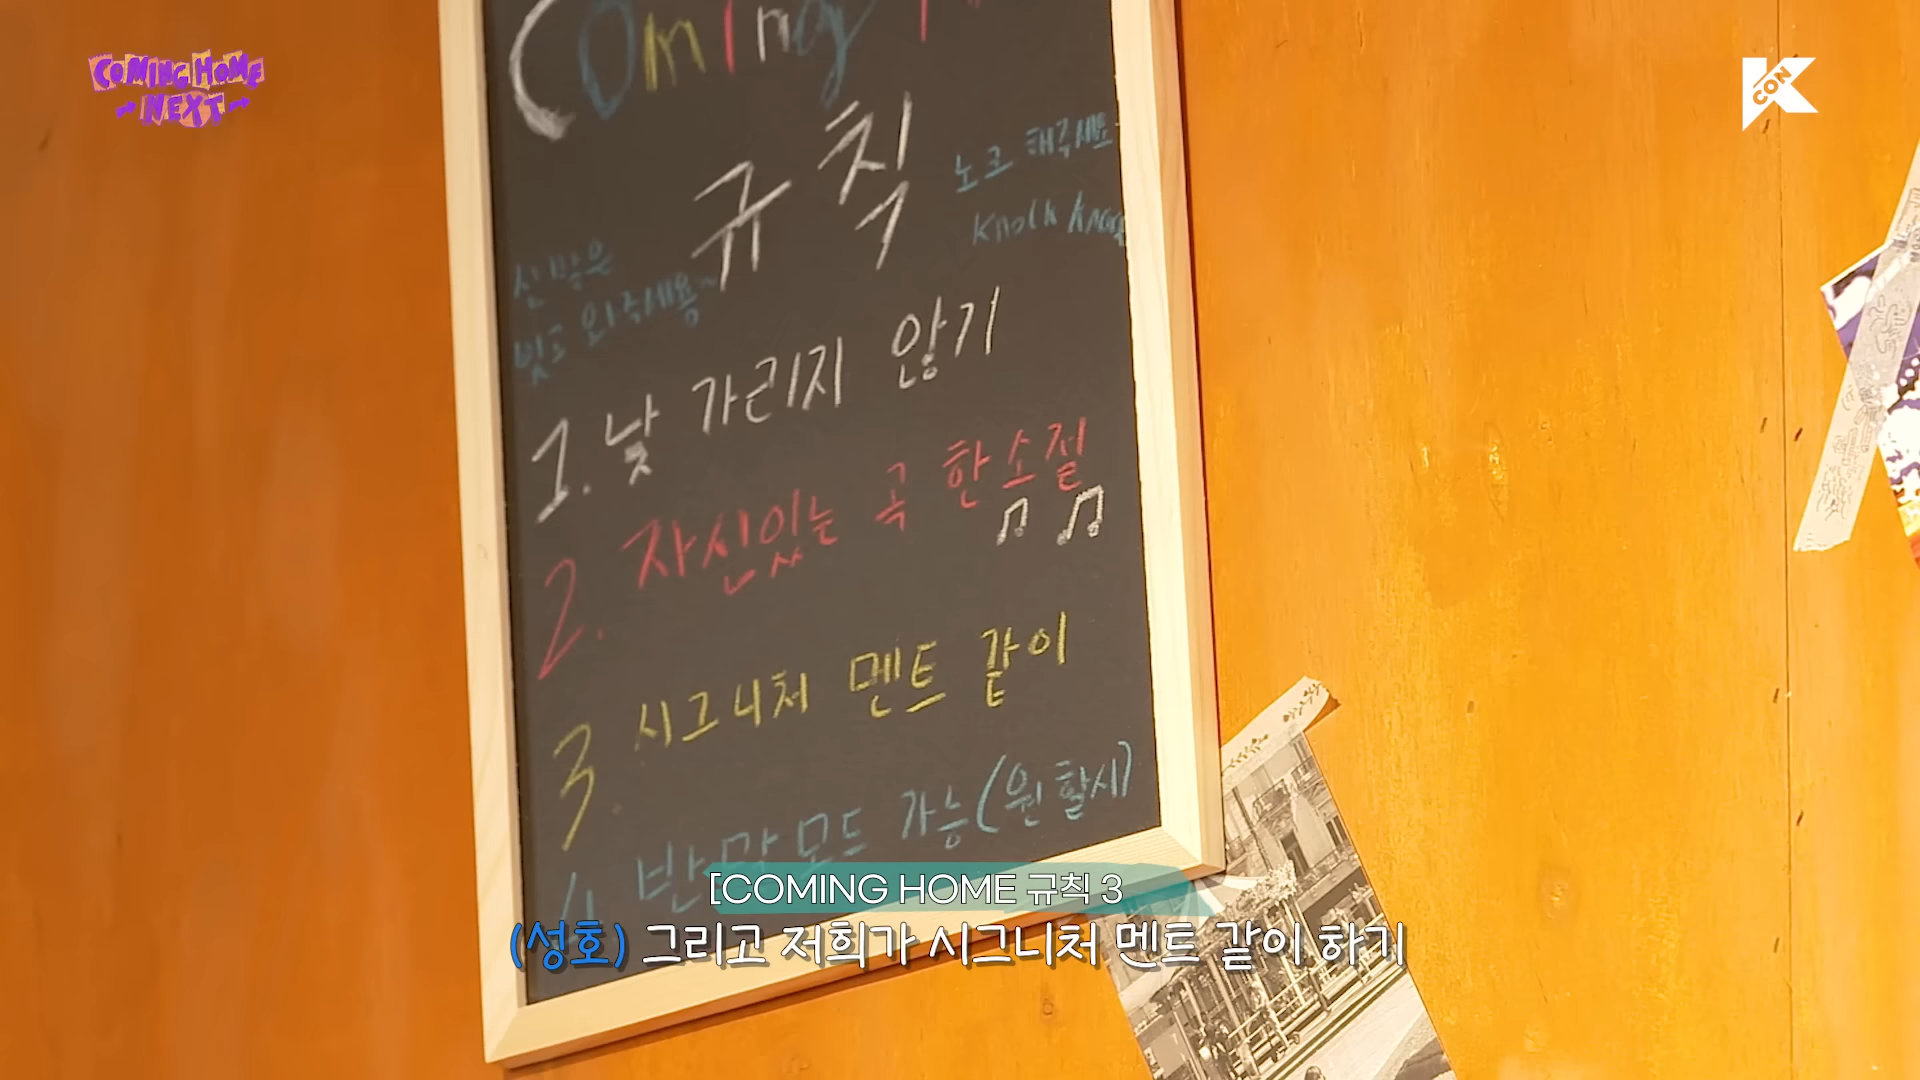 COMING HOME
NEXT
KCON
Coming
규칙
노크 해주세요
Knock knock
신발은
벗고 와주세용~
1. 낯 가리지 않기
2. 자신있는 곡 한소절
3. 시그니처 멘트 같이
4. 반말모드 가능 (원할시)
[COMING HOME 규칙 3
(성호) 그리고 저희가 시그니처 멘트 같이 하기